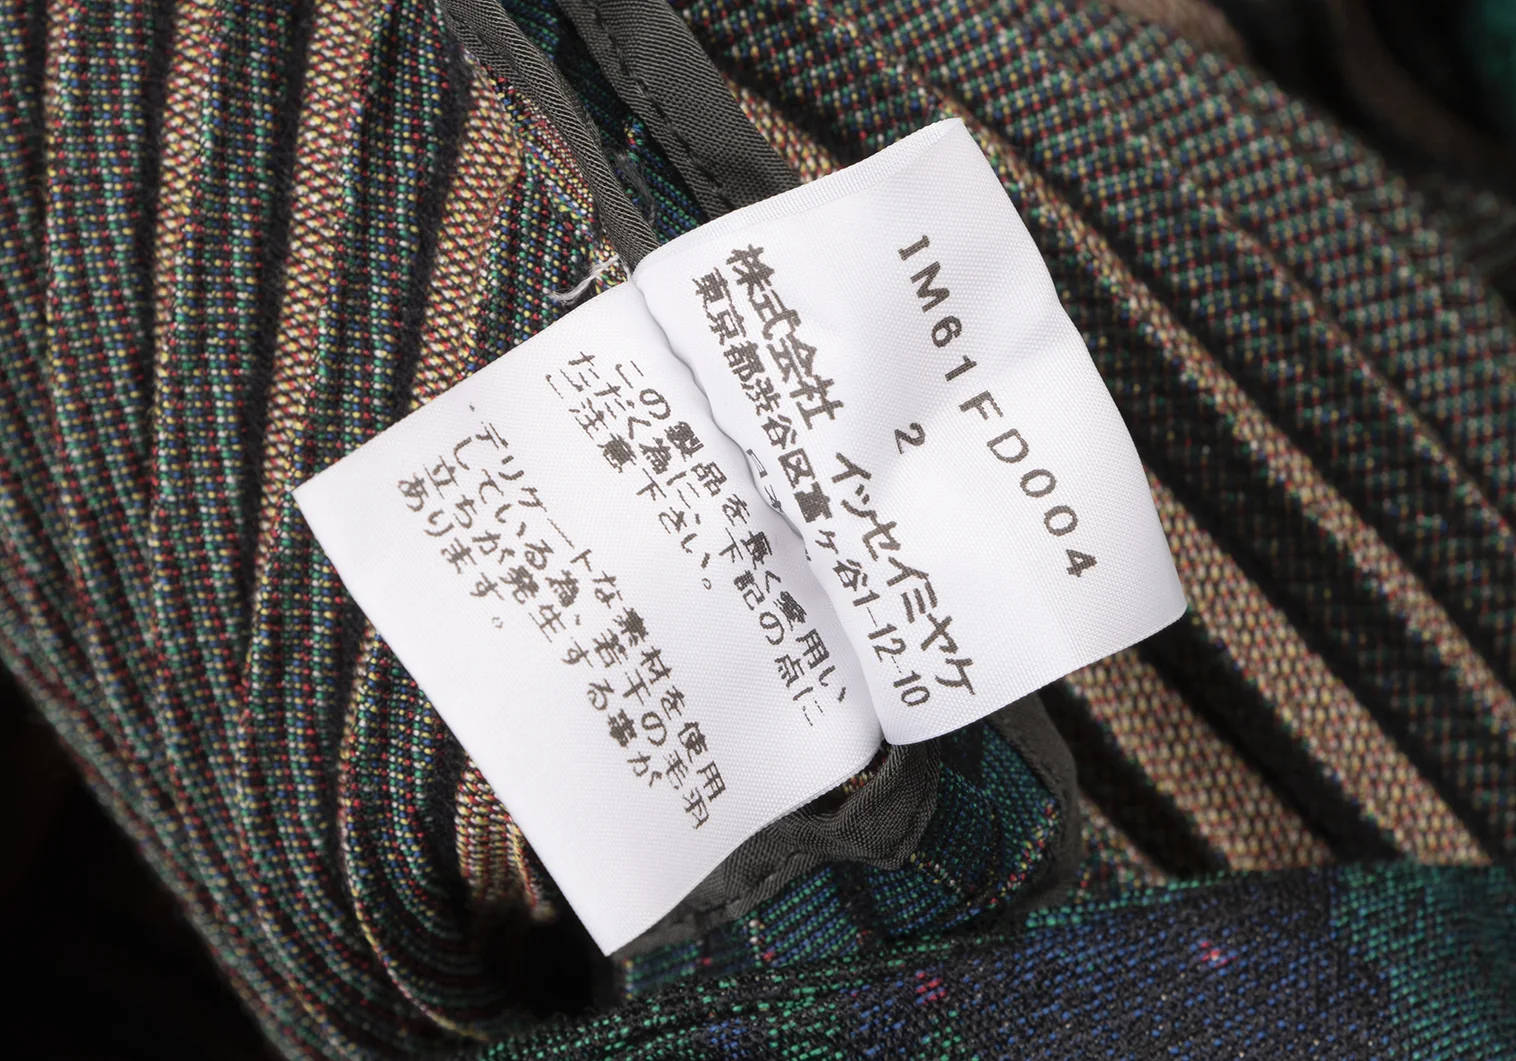 IM61FD004
2
株式会社 イッセイミヤケ
東京都渋谷区富ヶ谷1-12-10
この製品を長く愛用い
ただく為に、下記の点に
ご注意下さい。
・デリケートな素材を使用
している為、若干の毛羽
立ちが発生する事が
あります。